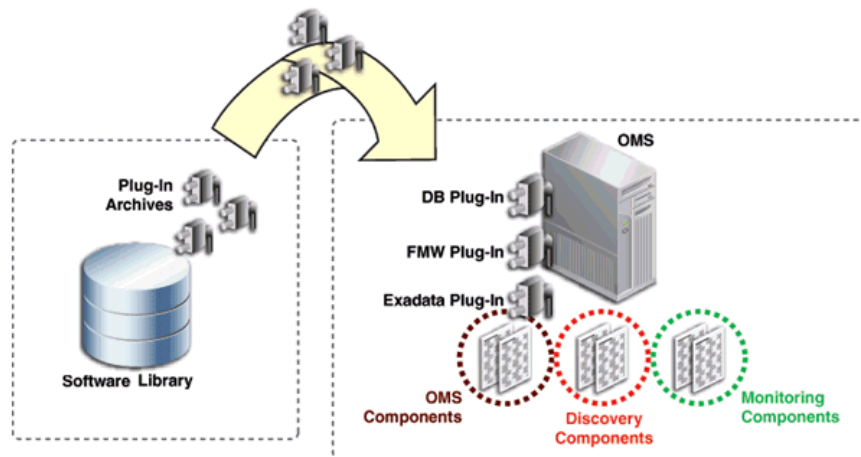 Plug-In
Archives
Software Library
OMS
DB Plug-In
FMW Plug-In
Exadata Plug-In
OMS
Components
Discovery
Components
Monitoring
Components